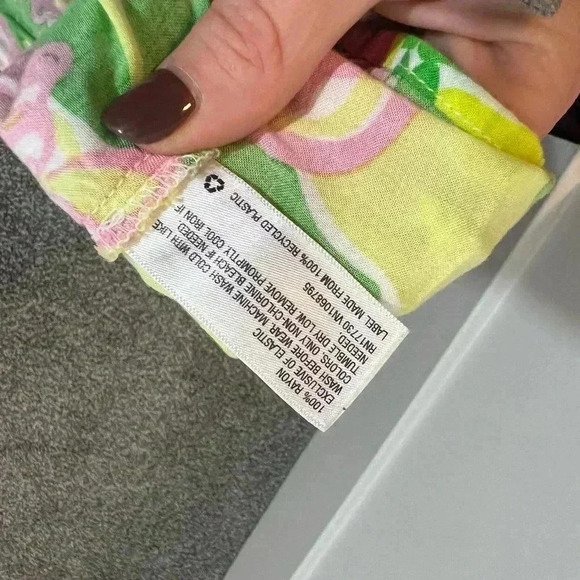 100% RAYON
EXCLUSIVE OF ELASTIC
WASH BEFORE WEAR. MACHINE WASH COLD WITH LIKE
COLORS. ONLY NON-CHLORINE BLEACH IF NEEDED
TUMBLE DRY LOW. REMOVE PROMPTLY. COOL IRON IF
NEEDED.
RN17730 VN1068795
LABEL MADE FROM 100% RECYCLED PLASTIC